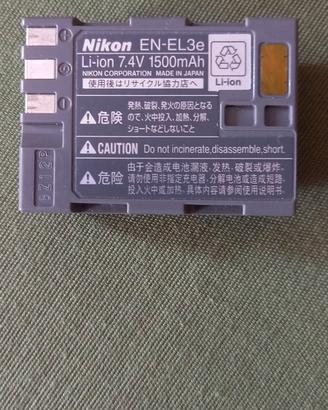 Nikon EN-EL3e
Li-ion 7.4V 1500mAh
NIKON CORPORATION MADE IN JAPAN
使用後はリサイクル協力店へ
Li-ion
危険
発熱、破裂、発火の原因となる
ので、火中投入、加熱、分解、
ショートなどしないこと
CAUTION Do not incinerate,disassemble,short.
危险
由于会造成电池漏液·发热·破裂或爆炸·
请勿使用非指定充电器·分解电池或造成短路·
投入火中或加热·具体内容请参阅使用说明书·